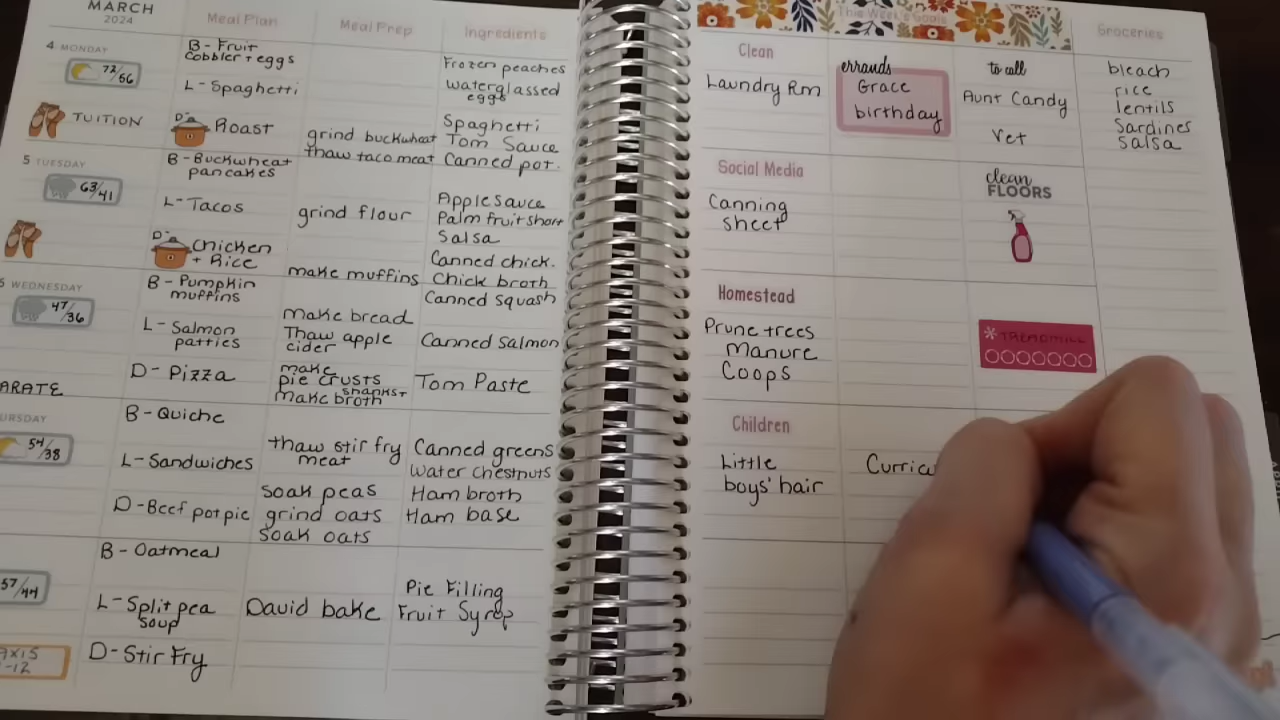 MARCH
2024
Meal Plan
Meal Prep
Ingredients
4 MONDAY
72/56
TUITION
B - Fruit
cobbler + eggs
L - Spaghetti
D-
Roast
grind buckwheat
thaw taco meat
Frozen peaches
waterglassed
eggs
Spaghetti
Tom Sauce
Canned pot.
5 TUESDAY
63/41
B - Buckwheat
pancakes
L - Tacos
D-
Chicken
+ Rice
grind flour
make muffins
Applesauce
Palm fruit short
Salsa
Canned chick.
Chick broth
WEDNESDAY
47/36
ARATE
B - Pumpkin
muffins
L - Salmon
patties
D - Pizza
make bread
Thaw apple
cider
make
pie crusts
shanks +
make broth
Canned squash
Canned Salmon
Tom Paste
URSDAY
54/38
B - Quiche
L - Sandwiches
D - Beef pot pie
thaw stir fry
meat
soak peas
grind oats
soak oats
Canned greens
water chestnuts
Ham broth
Ham base
57/44
B - Oatmeal
L - Split pea
soup
D - Stir Fry
David bake
Pie Filling
Fruit Syrop
This Week's Goals
Groceries
Clean
Laundry Rm
errands
Grace
birthday
to call
Aunt Candy
Vet
bleach
rice
lentils
Sardines
Salsa
Social Media
Canning
sheet
clean
FLOORS
Homestead
Prune trees
Manure
Coops
* TREADMILL
Children
Little
boys' hair
Curricu